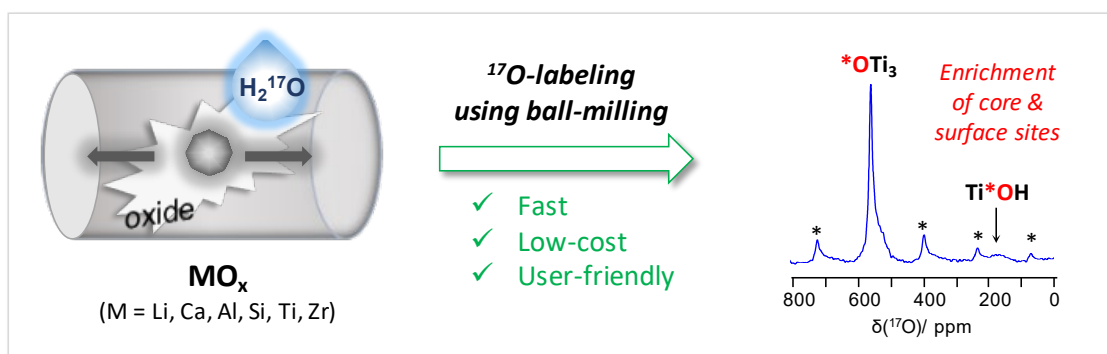 H₂¹⁷O
oxide
MOₓ
(M = Li, Ca, Al, Si, Ti, Zr)
¹⁷O-labeling
using ball-milling
✓ Fast
✓ Low-cost
✓ User-friendly
*OTi₃
Enrichment
of core &
surface sites
Ti*OH
* * * *
800 600 400 200 0
δ(¹⁷O)/ ppm